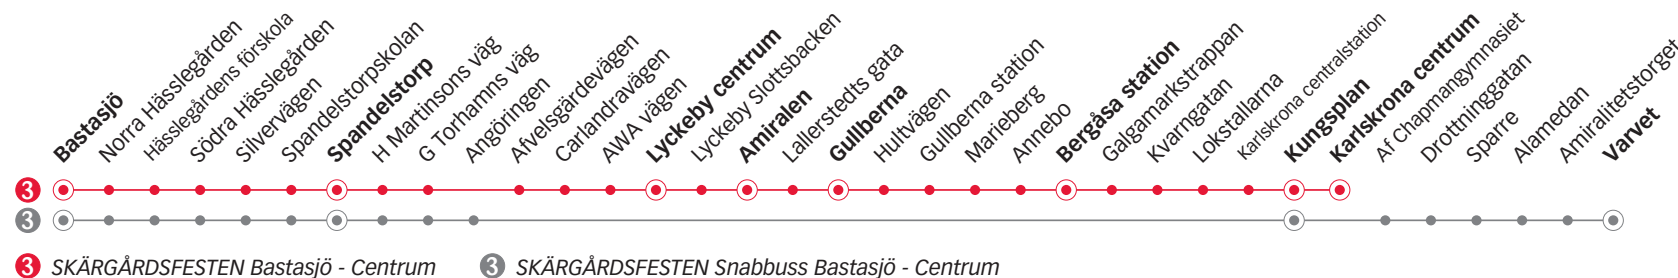 Bastasjö
Norra Hässlegården
Hässlegårdens förskola
Södra Hässlegården
Silvervägen
Spandelstorpskolan
Spandelstorp
H Martinsons väg
G Torhamns väg
Angöringen
Afvelsgärdevägen
Carlandravägen
AWA vägen
Lyckeby centrum
Lyckeby Slottsbacken
Amiralen
Lallerstedts gata
Gullberna
Hultvägen
Gullberna station
Marieberg
Annebo
Bergåsa station
Galgamarkstrappan
Kvarngatan
Lokstallarna
Karlskrona centralstation
Kungsplan
Karlskrona centrum
Af Chapmangymnasiet
Drottninggatan
Sparre
Alamedan
Amiralitetstorget
Varvet
3
3
3 SKÄRGÅRDSFESTEN Bastasjö - Centrum
3 SKÄRGÅRDSFESTEN Snabbuss Bastasjö - Centrum